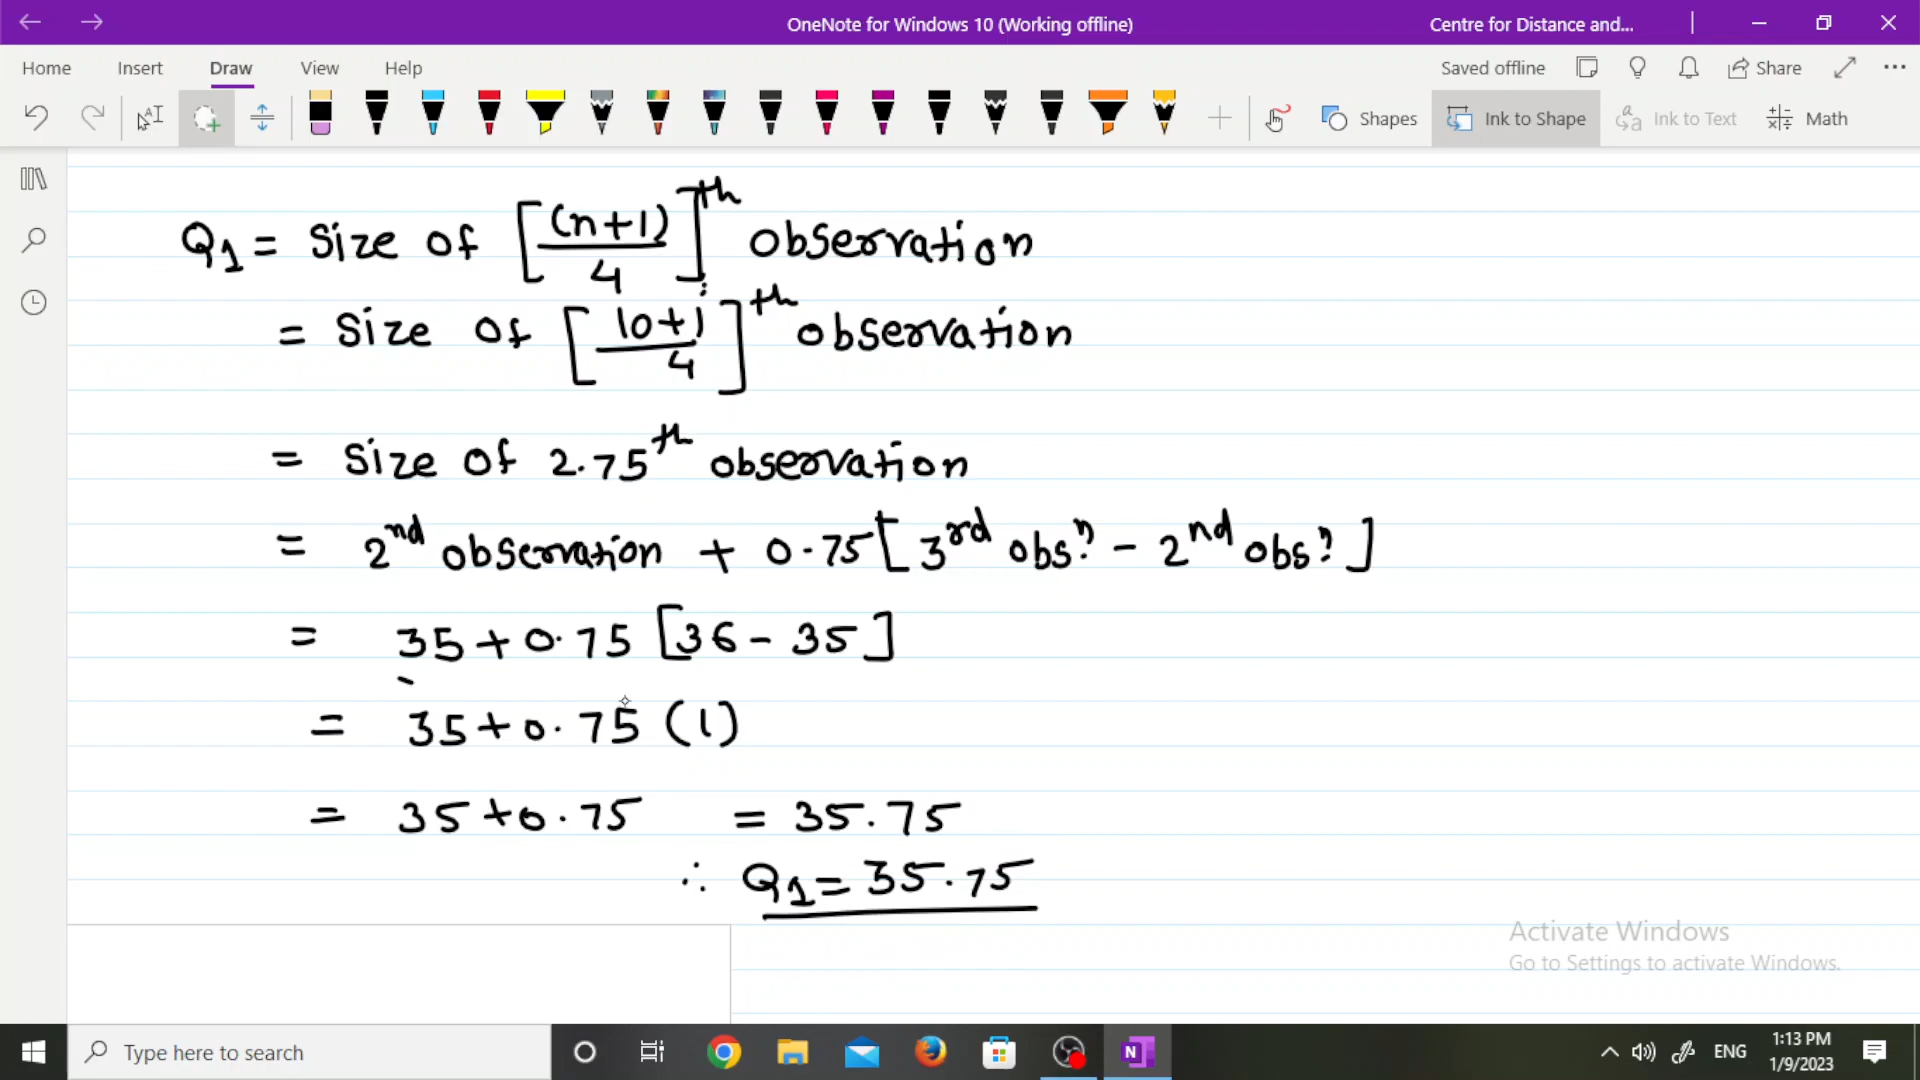 OneNote for Windows 10 (Working offline)
Centre for Distance and...
Home Insert Draw View Help
Saved offline Share
Shapes Ink to Shape Ink to Text Math
Q1 = Size of [(n+1)/4]th observation
= Size of [10+1/4]th observation
= Size of 2.75th observation
= 2nd observation + 0.75[3rd obsn - 2nd obsn]
= 35+0.75 [36-35]
= 35+0.75 (1)
= 35+0.75 = 35.75
∴ Q1=35.75
Activate Windows
Go to Settings to activate Windows.
Type here to search
N
ENG
1:13 PM
1/9/2023